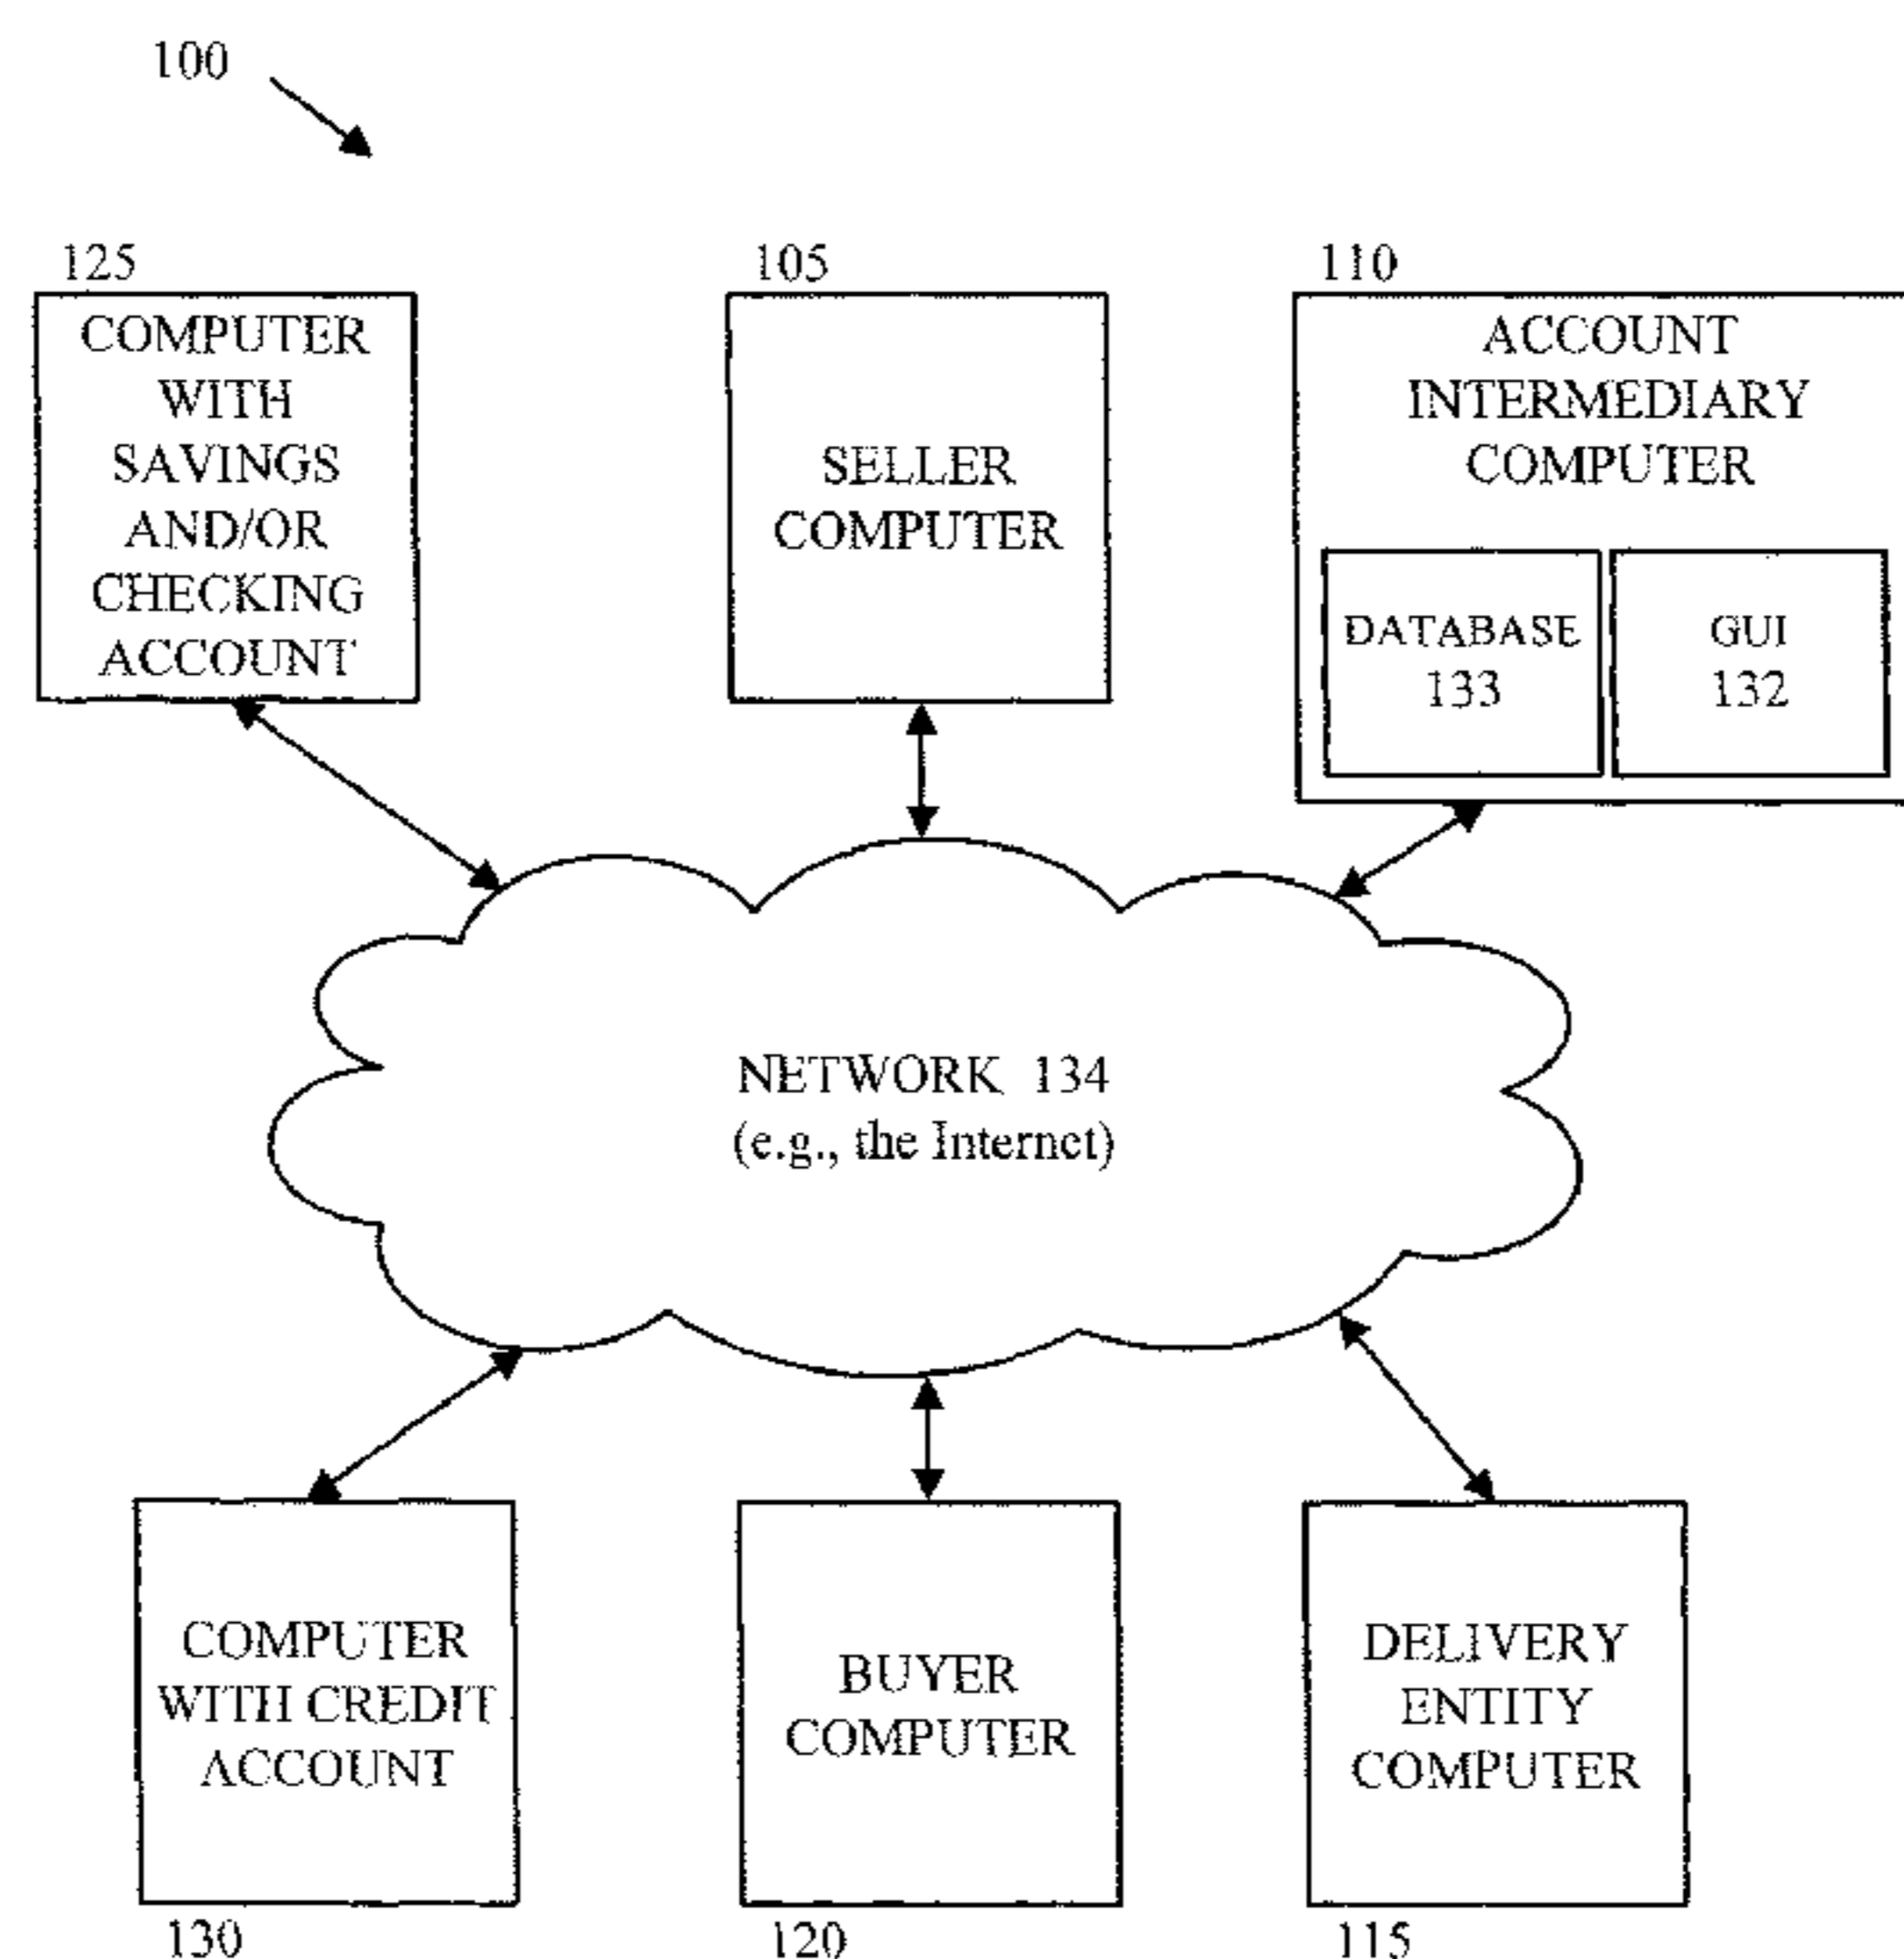 100
125
COMPUTER
WITH
SAVINGS
AND/OR
CHECKING
ACCOUNT
105
SELLER
COMPUTER
110
ACCOUNT
INTERMEDIARY
COMPUTER
DATABASE
133
GUI
132
NETWORK 134
(e.g., the Internet)
COMPUTER
WITH CREDIT
ACCOUNT
130
BUYER
COMPUTER
120
DELIVERY
ENTITY
COMPUTER
115